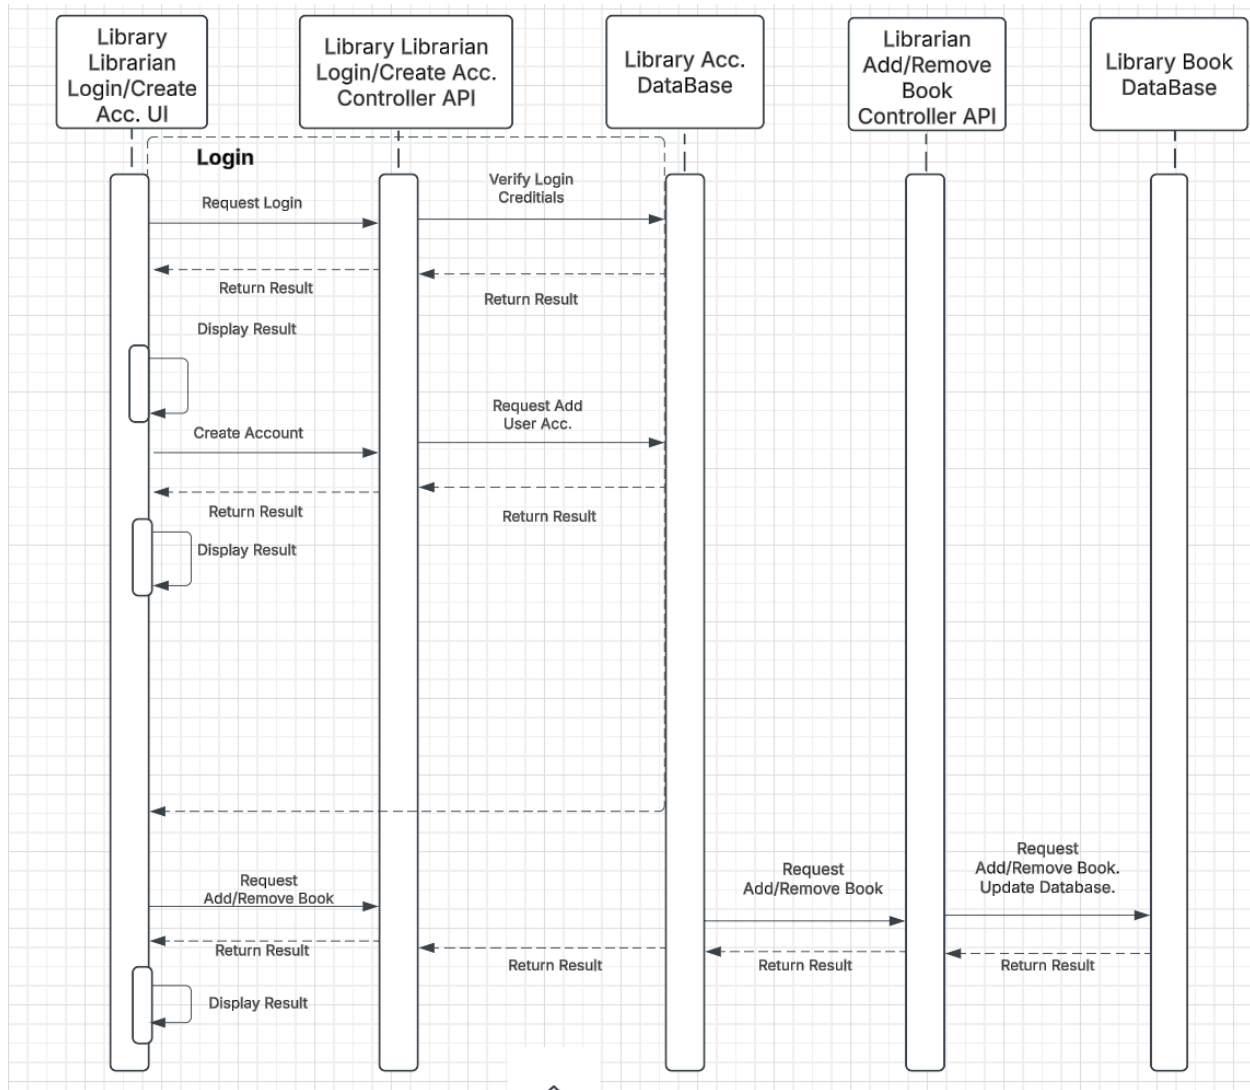 Library
Librarian
Login/Create
Acc. UI
Library Librarian
Login/Create Acc.
Controller API
Library Acc.
DataBase
Librarian
Add/Remove
Book
Controller API
Library Book
DataBase
Login
Request Login
Verify Login
Creditials
Return Result
Return Result
Display Result
Create Account
Request Add
User Acc.
Return Result
Return Result
Display Result
Request
Add/Remove Book
Request
Add/Remove Book
Request
Add/Remove Book.
Update Database.
Return Result
Return Result
Return Result
Return Result
Display Result